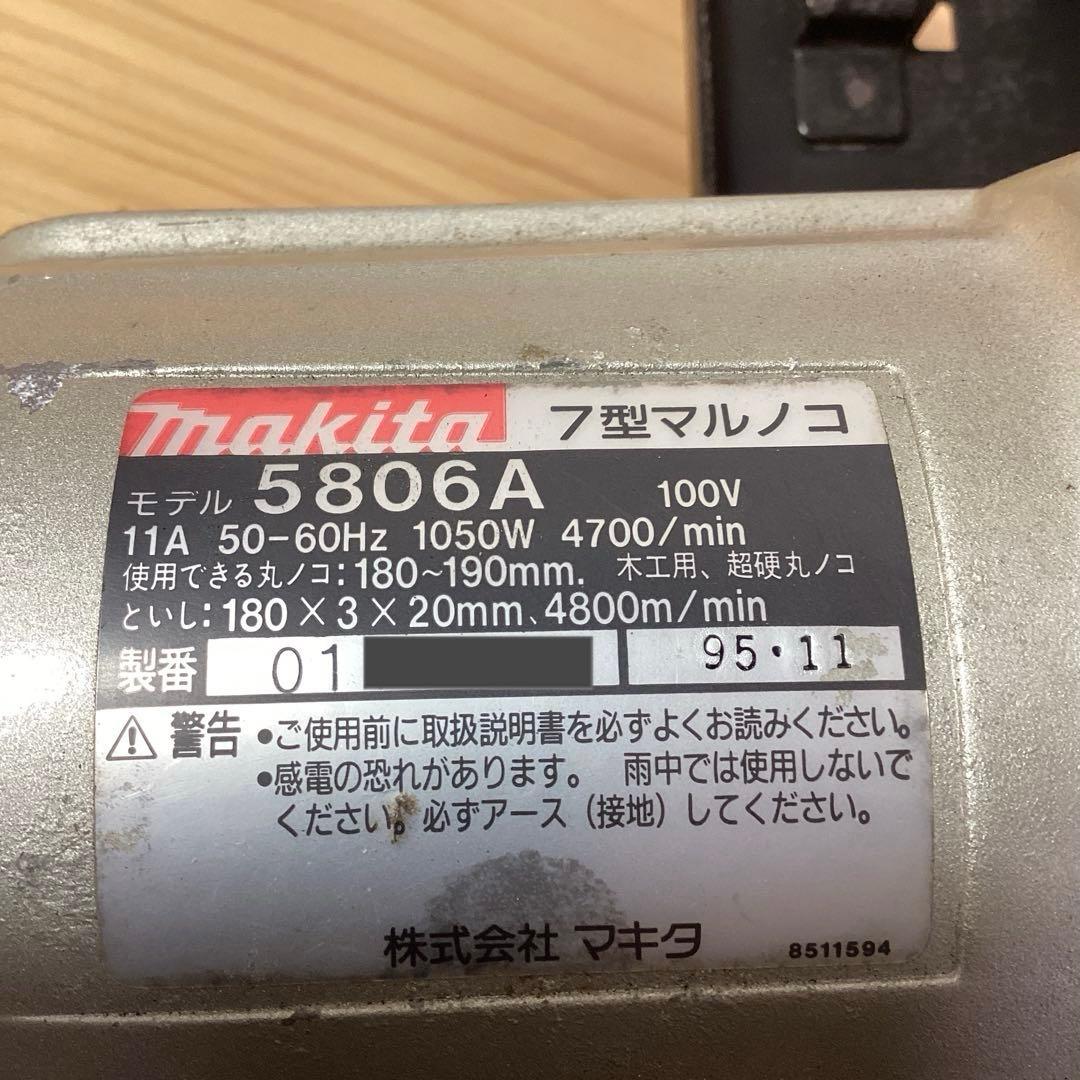 makita 7型マルノコ
モデル 5806A 100V
11A 50-60Hz 1050W 4700/min
使用できる丸ノコ:180~190mm. 木工用、超硬丸ノコ
といし:180×3×20mm、4800m/min
製番 01 95・11
警告 •ご使用前に取扱説明書を必ずよくお読みください。
•感電の恐れがあります。 雨中では使用しないで
ください。必ずアース(接地)してください。
株式会社 マキタ 8511594